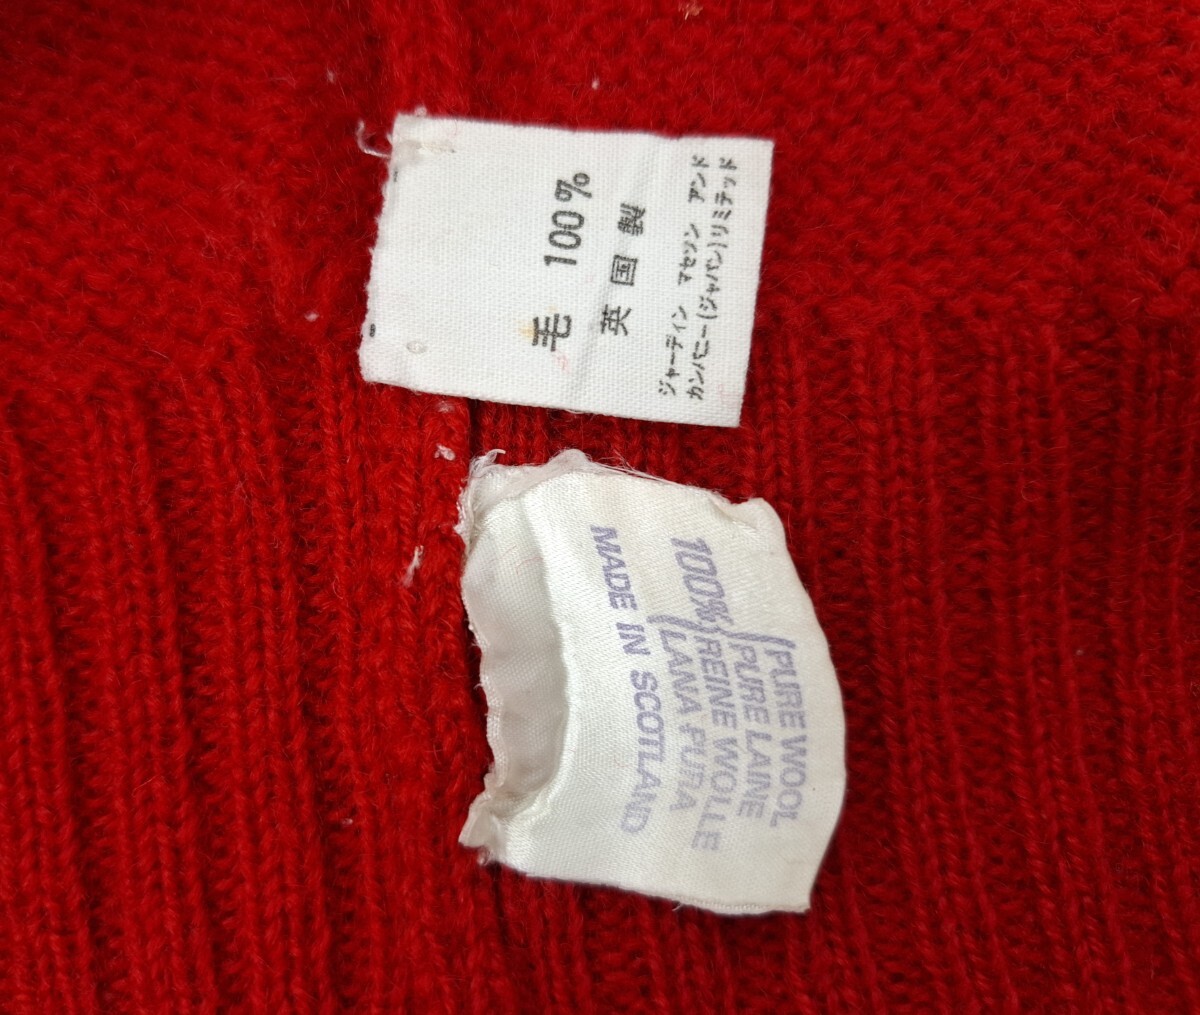 毛 100%
英国製
ジャーディン マセソン アンド
カンパニー(ジャパン)リミテッド
PURE WOOL
PURE LAINE
100% REINE WOLLE
LANA PURA
MADE IN SCOTLAND